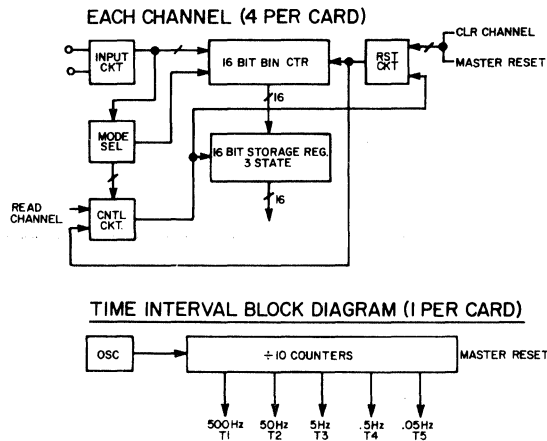 EACH CHANNEL (4 PER CARD)
INPUT
CKT
16 BIT BIN CTR
RST
CKT
CLR CHANNEL
MASTER RESET
16
MODE
SEL
16 BIT STORAGE REG.
3 STATE
READ
CHANNEL
CNTL
CKT.
16
TIME INTERVAL BLOCK DIAGRAM (1 PER CARD)
OSC
÷10 COUNTERS
MASTER RESET
500Hz
T1
50Hz
T2
5Hz
T3
.5Hz
T4
.05Hz
T5